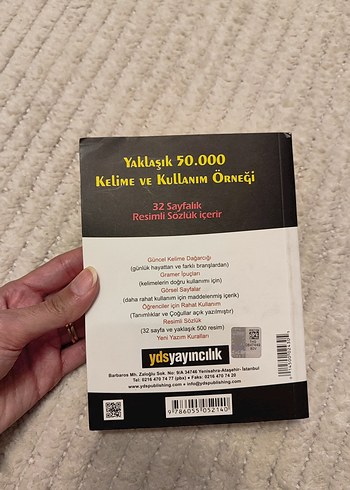 Yaklaşık 50.000
Kelime ve Kullanım Örneği
32 Sayfalık
Resimli Sözlük içerir
Güncel Kelime Dağarcığı
(günlük hayattan ve farklı branşlardan)
Gramer İpuçları
(kelimelerin doğru kullanımı için)
Görsel Sayfalar
(daha rahat kullanım için maddelenmiş içerik)
Öğrenciler için Rahat Kullanım
(Tanımlıklar ve Çoğullar açık yazılmıştır)
Resimli Sözlük
(32 sayfa ve yaklaşık 500 resim)
Yeni Yazım Kuralları
ydsyayıncılık
Barbaros Mh. Zaloğlu Sok. No: 9/A 34746 Yenisahra-Ataşehir- İstanbul
Tel: 0216 470 74 77 (pbx) • Faks: 0216 470 74 20
www.ydspublishing.com • info@ydspublishing.com
9 786055 052140